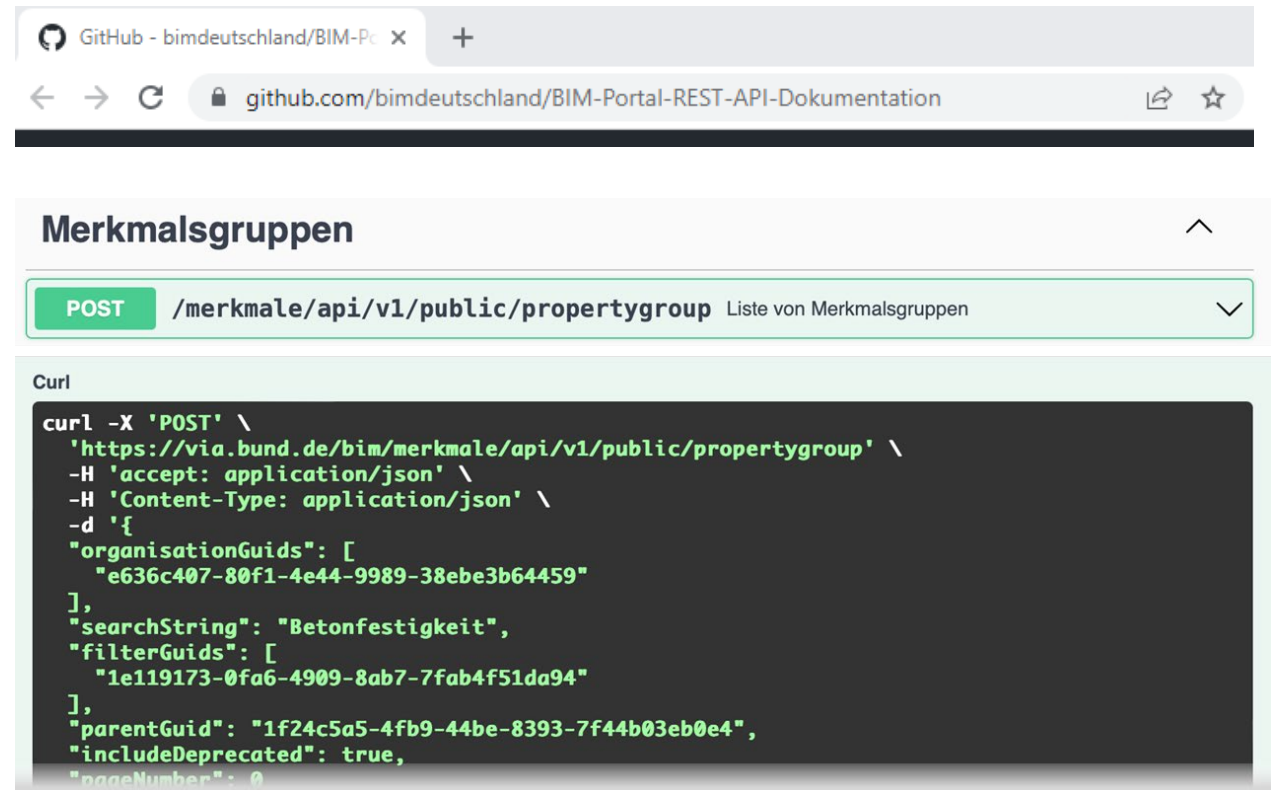 GitHub - bimdeutschland/BIM-Po
github.com/bimdeutschland/BIM-Portal-REST-API-Dokumentation
Merkmalsgruppen
POST /merkmale/api/v1/public/propertygroup Liste von Merkmalsgruppen
Curl
curl -X 'POST' \
'https://via.bund.de/bim/merkmale/api/v1/public/propertygroup' \
-H 'accept: application/json' \
-H 'Content-Type: application/json' \
-d '{
"organisationGuids": [
"e636c407-80f1-4e44-9989-38ebe3b64459"
],
"searchString": "Betonfestigkeit",
"filterGuids": [
"1e119173-0fa6-4909-8ab7-7fab4f51da94"
],
"parentGuid": "1f24c5a5-4fb9-44be-8393-7f44b03eb0e4",
"includeDeprecated": true,
"pageNumber": 0